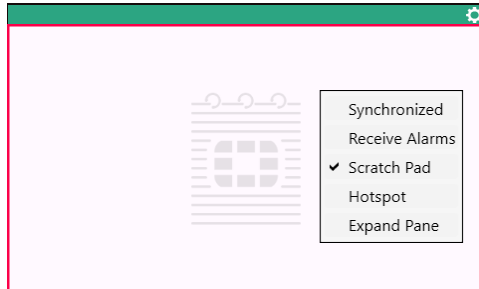 Synchronized
Receive Alarms
Scratch Pad
Hotspot
Expand Pane